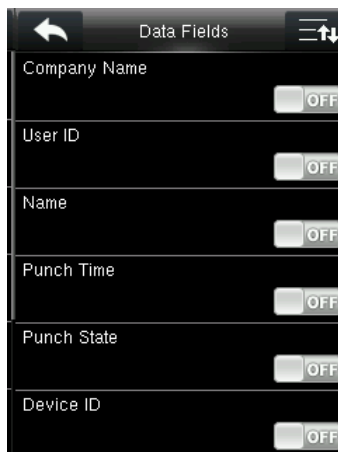 Data Fields
Company Name
OFF
User ID
OFF
Name
OFF
Punch Time
OFF
Punch State
OFF
Device ID
OFF